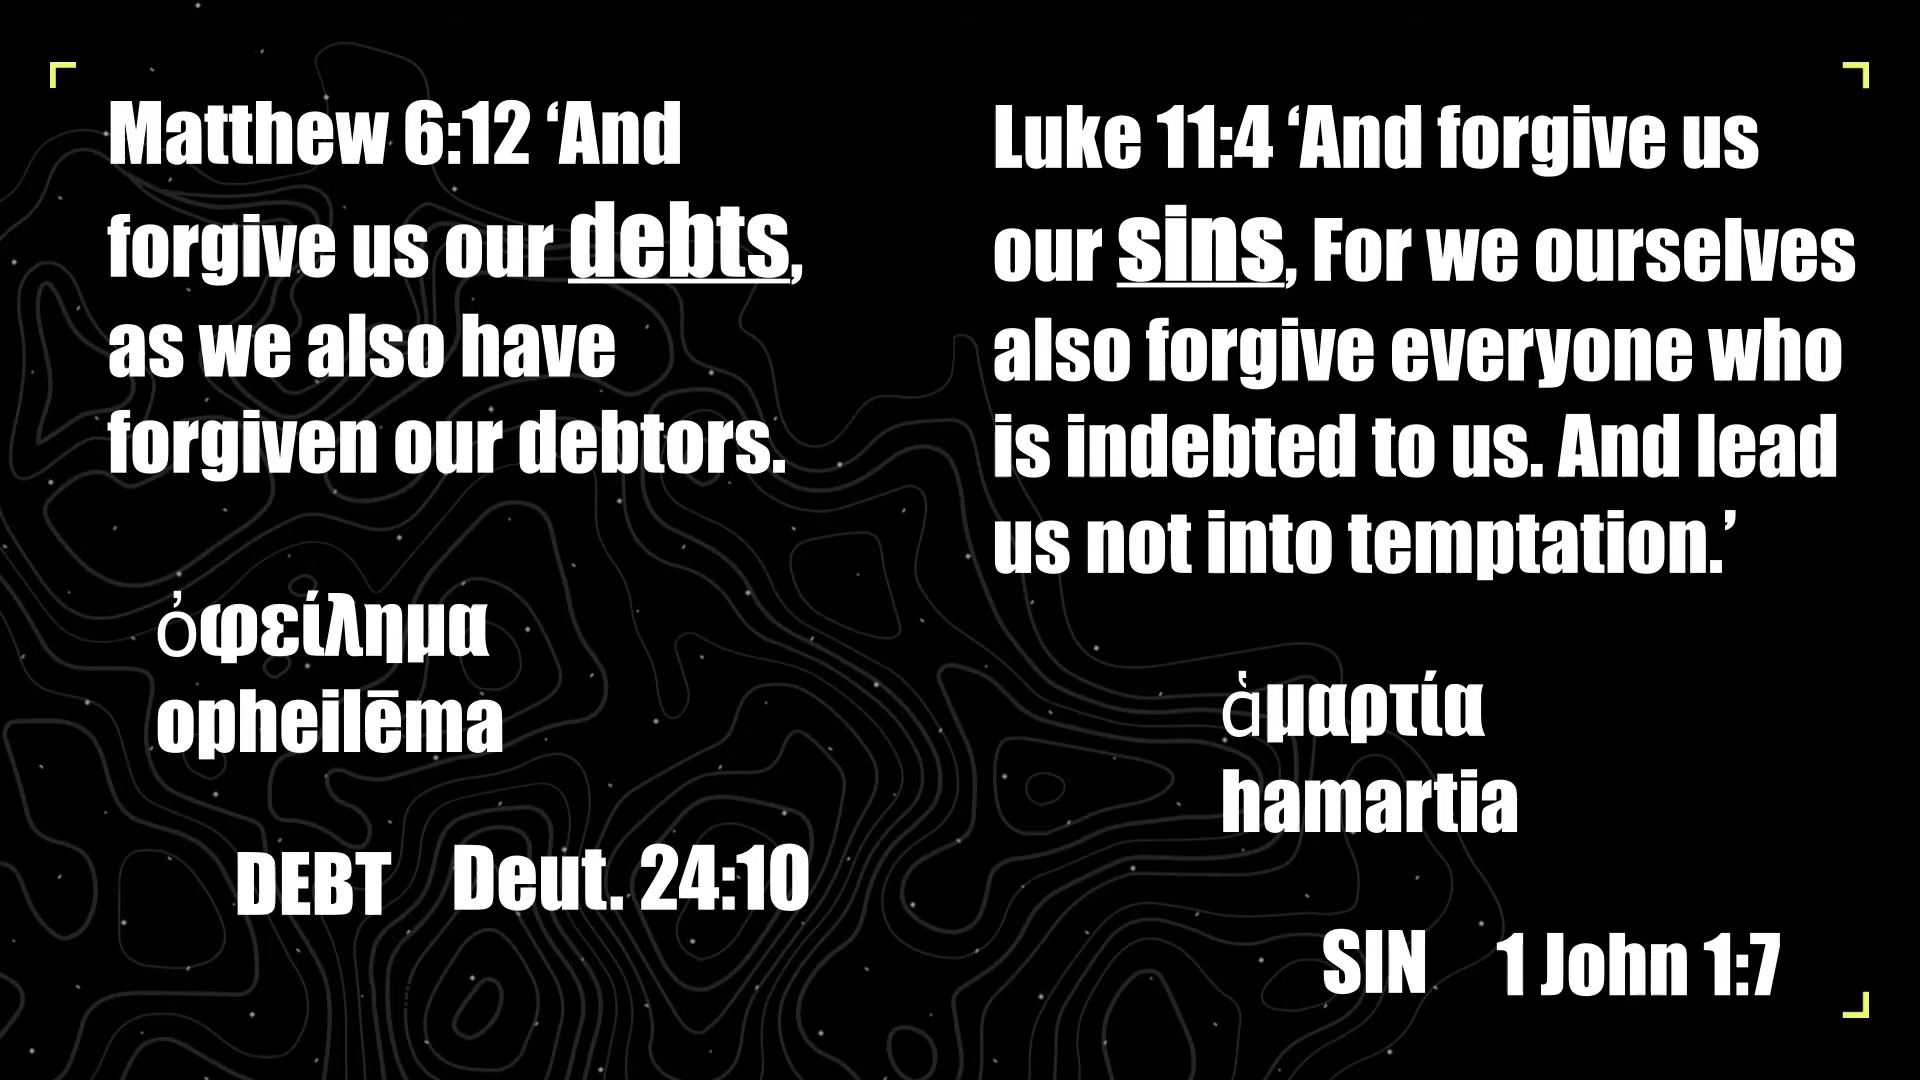 Matthew 6:12 ‘And
forgive us our debts,
as we also have
forgiven our debtors.
ὀφείλημα
opheilēma
DEBT Deut. 24:10
Luke 11:4 ‘And forgive us
our sins, For we ourselves
also forgive everyone who
is indebted to us. And lead
us not into temptation.’
ἁμαρτία
hamartia
SIN 1 John 1:7